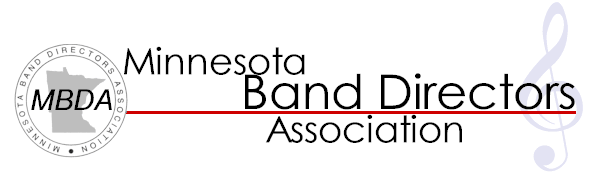 MINNESOTA BAND DIRECTORS ASSOCIATION
MBDA
Minnesota
Band Directors
Association